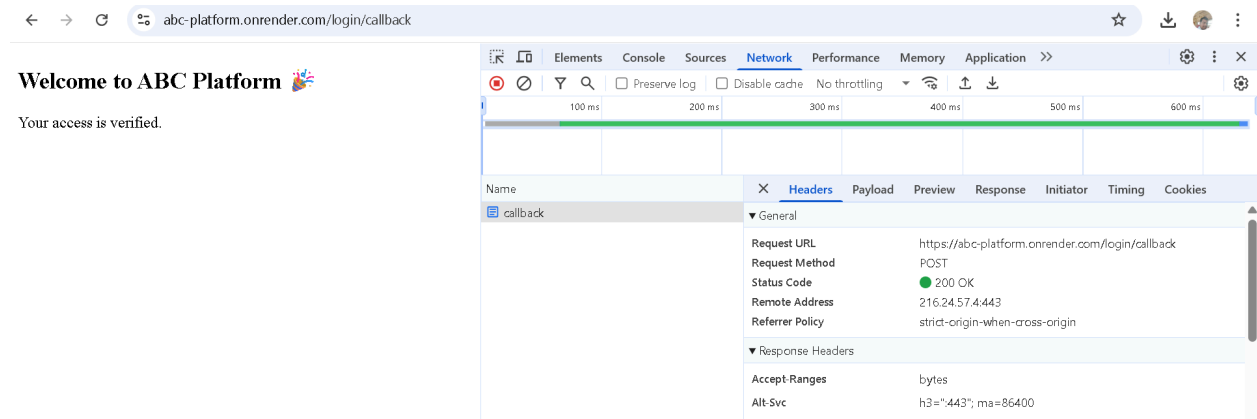 abc-platform.onrender.com/login/callback
Welcome to ABC Platform 🎉
Your access is verified.
Elements Console Sources Network Performance Memory Application
Preserve log Disable cache No throttling
100 ms 200 ms 300 ms 400 ms 500 ms 600 ms
Name
callback
Headers Payload Preview Response Initiator Timing Cookies
General
Request URL https://abc-platform.onrender.com/login/callback
Request Method POST
Status Code 200 OK
Remote Address 216.24.57.4:443
Referrer Policy strict-origin-when-cross-origin
Response Headers
Accept-Ranges bytes
Alt-Svc h3=":443"; ma=86400